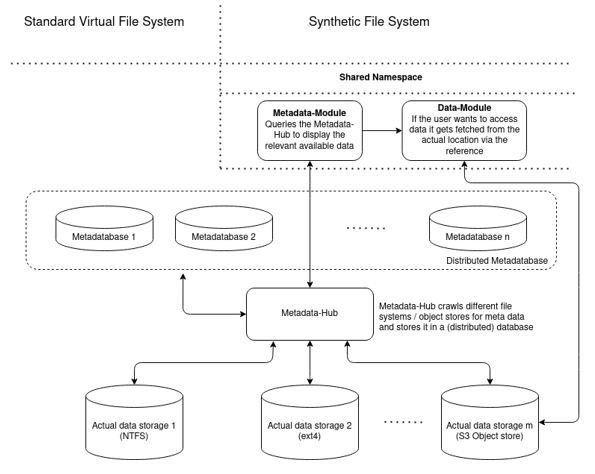 Standard Virtual File System
Synthetic File System
Shared Namespace
Metadata-Module
Queries the Metadata-
Hub to display the
relevant available data
Data-Module
If the user wants to access
data it gets fetched from the
actual location via the
reference
Metadatabase 1
Metadatabase 2
Metadatabase n
Distributed Metadatabase
Metadata-Hub
Metadata-Hub crawls different file
systems / object stores for meta data
and stores it in a (distributed) database
Actual data storage 1
(NTFS)
Actual data storage 2
(ext4)
Actual data storage m
(S3 Object store)